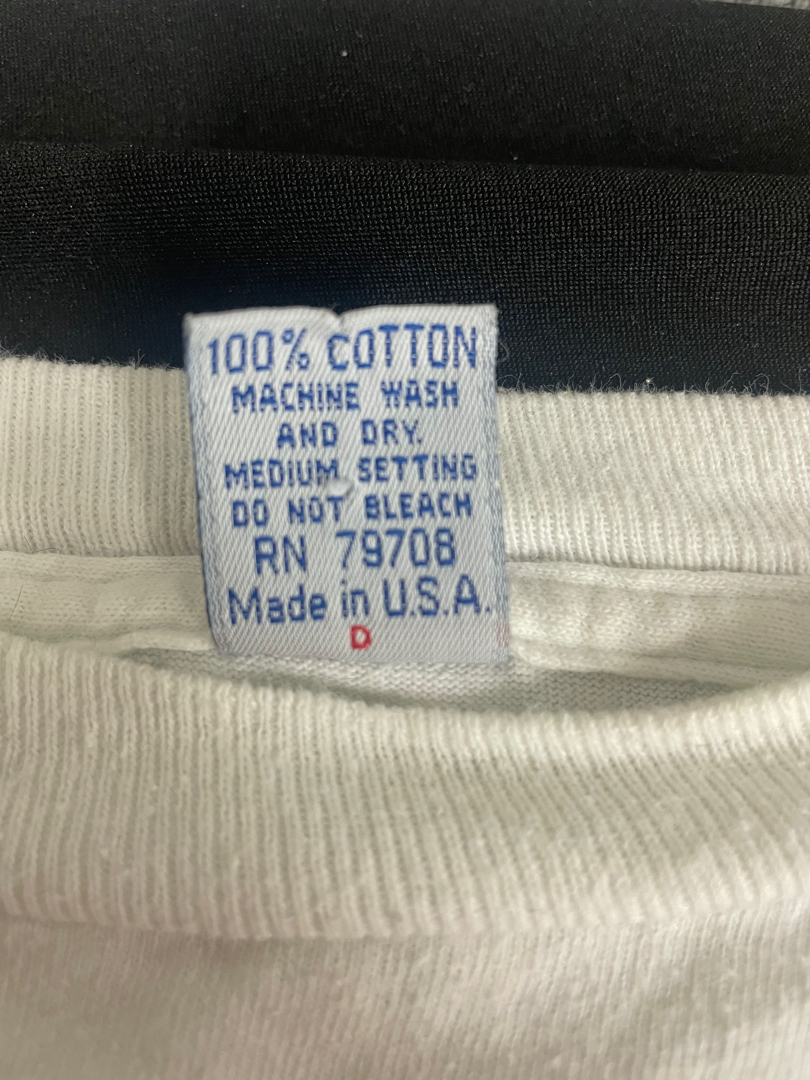 100% COTTON
MACHINE WASH
AND DRY.
MEDIUM SETTING
DO NOT BLEACH
RN 79708
Made in U.S.A.
D